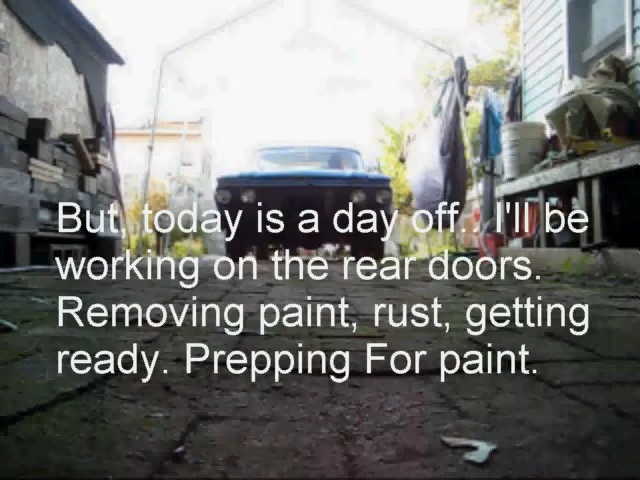 But, today is a day off.. I'll be
working on the rear doors.
Removing paint, rust, getting
ready. Prepping For paint.